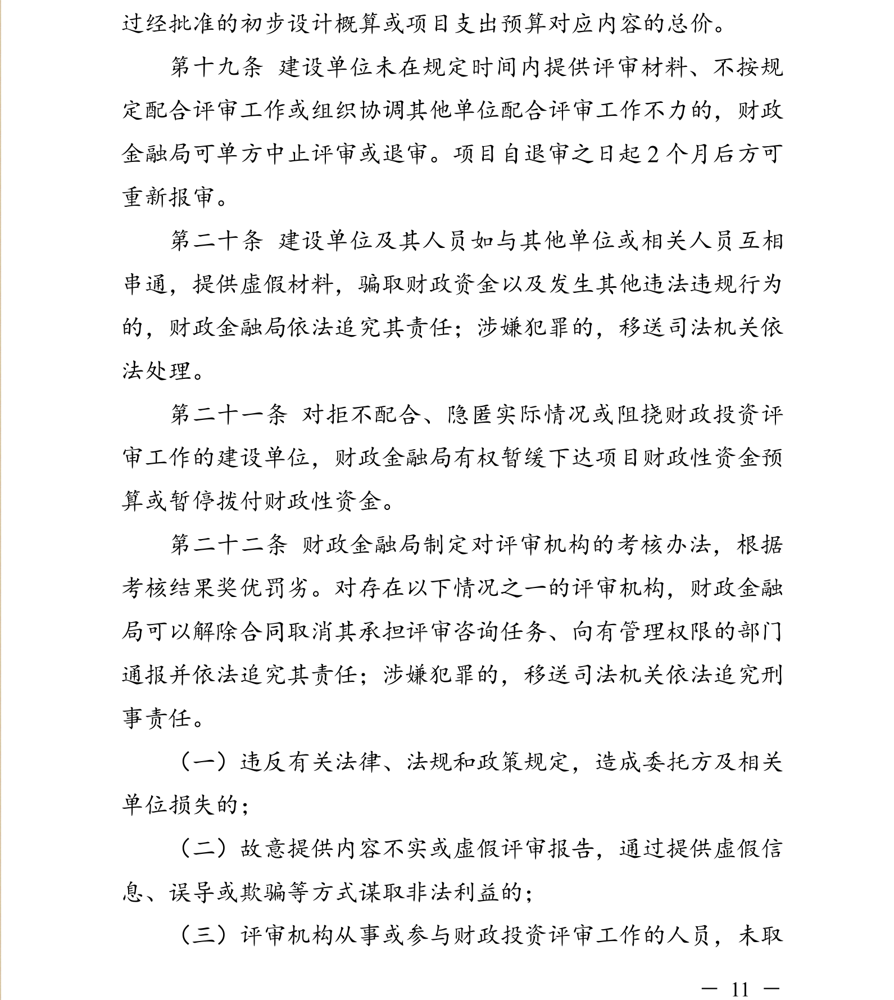 过经批准的初步设计概算或项目支出预算对应内容的总价。
第十九条 建设单位未在规定时间内提供评审材料、不按规
定配合评审工作或组织协调其他单位配合评审工作不力的，财政
金融局可单方中止评审或退审。项目自退审之日起 2 个月后方可
重新报审。
第二十条 建设单位及其人员如与其他单位或相关人员互相
串通，提供虚假材料，骗取财政资金以及发生其他违法违规行为
的，财政金融局依法追究其责任；涉嫌犯罪的，移送司法机关依
法处理。
第二十一条 对拒不配合、隐匿实际情况或阻挠财政投资评
审工作的建设单位，财政金融局有权暂缓下达项目财政性资金预
算或暂停拨付财政性资金。
第二十二条 财政金融局制定对评审机构的考核办法，根据
考核结果奖优罚劣。对存在以下情况之一的评审机构，财政金融
局可以解除合同取消其承担评审咨询任务、向有管理权限的部门
通报并依法追究其责任；涉嫌犯罪的，移送司法机关依法追究刑
事责任。
（一）违反有关法律、法规和政策规定，造成委托方及相关
单位损失的；
（二）故意提供内容不实或虚假评审报告，通过提供虚假信
息、误导或欺骗等方式谋取非法利益的；
（三）评审机构从事或参与财政投资评审工作的人员，未取
－ 11 －